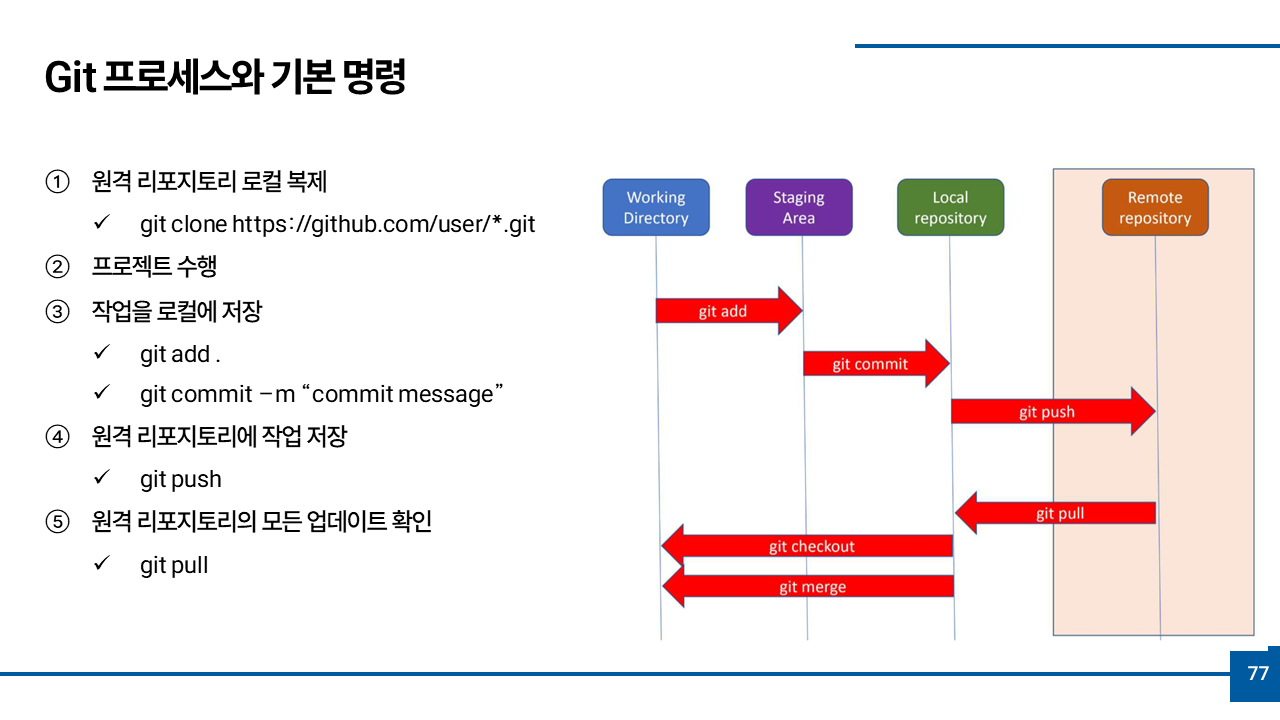 Git 프로세스와 기본 명령
① 원격 리포지토리 로컬 복제
✓ git clone https://github.com/user/*.git
② 프로젝트 수행
③ 작업을 로컬에 저장
✓ git add .
✓ git commit –m “commit message”
④ 원격 리포지토리에 작업 저장
✓ git push
⑤ 원격 리포지토리의 모든 업데이트 확인
✓ git pull
Working
Directory
Staging
Area
Local
repository
Remote
repository
git add
git commit
git push
git pull
git checkout
git merge
77